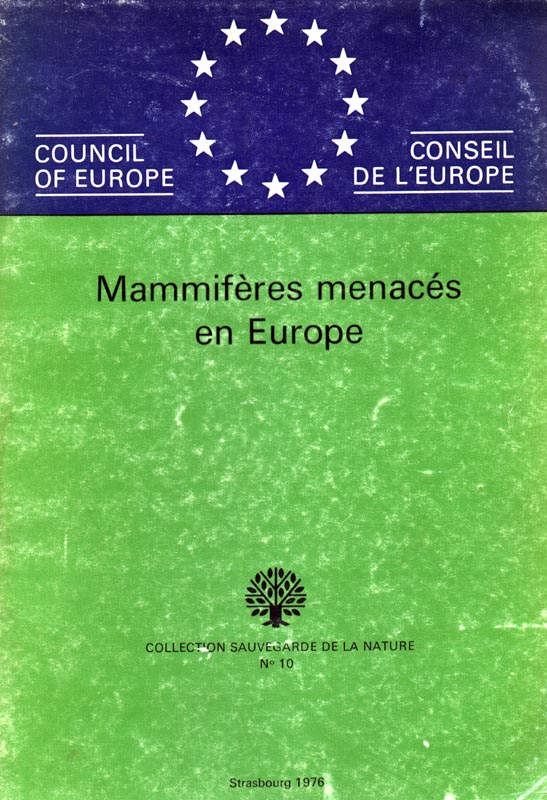 COUNCIL
OF EUROPE
CONSEIL
DE L'EUROPE
Mammifères menacés
en Europe
COLLECTION SAUVEGARDE DE LA NATURE
Nº 10
Strasbourg 1976